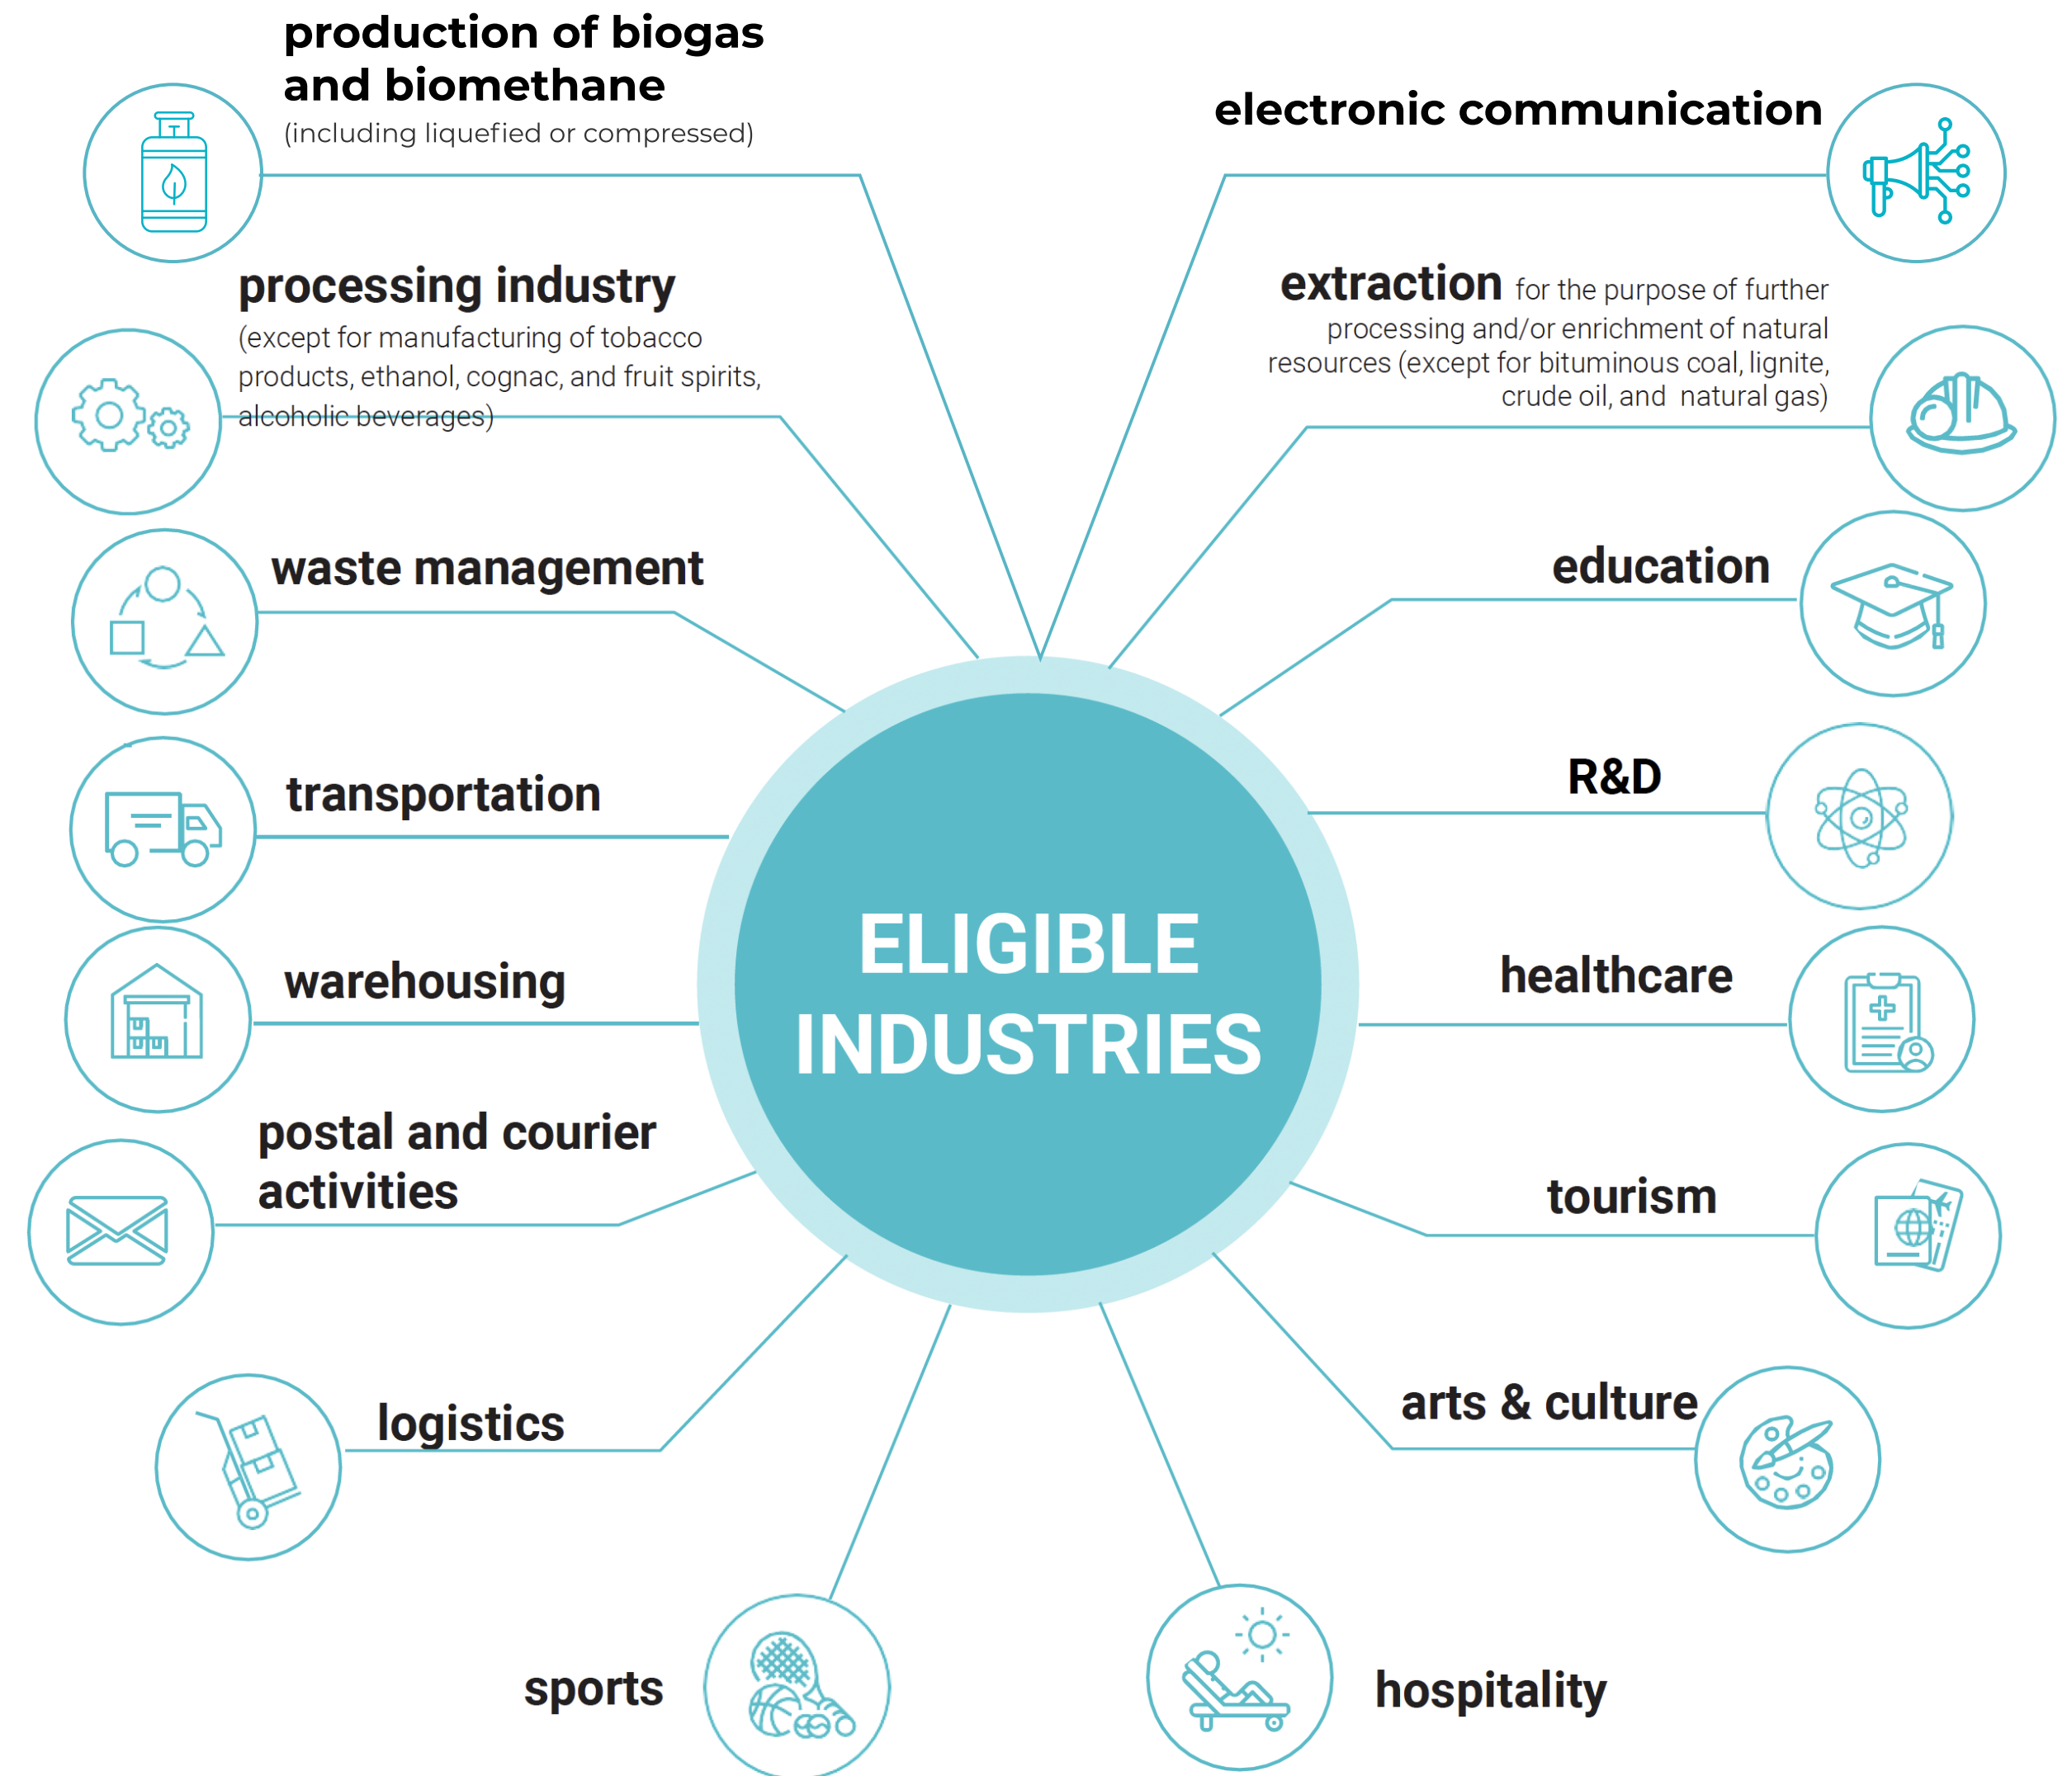 production of biogas
and biomethane
(including liquefied or compressed)
electronic communication
processing industry
(except for manufacturing of tobacco
products, ethanol, cognac, and fruit spirits,
alcoholic beverages)
extraction for the purpose of further
processing and/or enrichment of natural
resources (except for bituminous coal, lignite,
crude oil, and natural gas)
waste management
education
transportation
R&D
warehousing
healthcare
ELIGIBLE
INDUSTRIES
postal and courier
activities
tourism
logistics
arts & culture
sports
hospitality